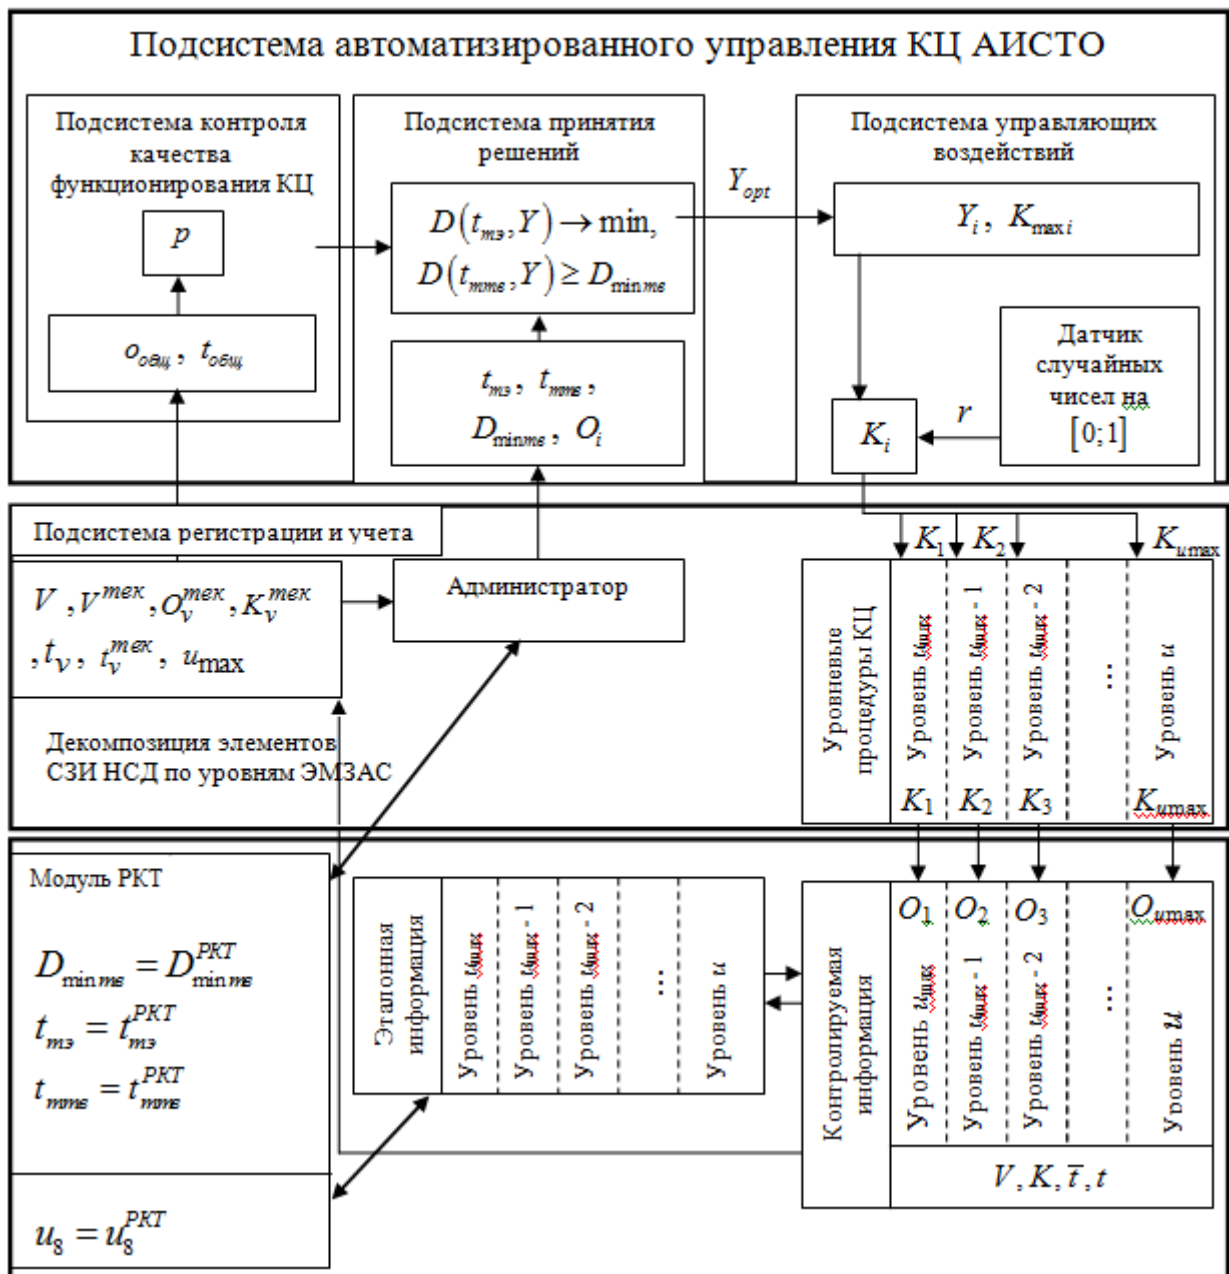 Подсистема автоматизированного управления КЦ АИСТО
Подсистема контроля
качества
функционирования КЦ
p
o_общ , t_общ
Подсистема принятия
решений
D(t_тэ, Y) → min,
D(t_ттв, Y) ≥ D_min тв
t_тэ , t_ттв ,
D_min тв , O_i
Y_opt
Подсистема управляющих
воздействий
Y_i , K_max i
Датчик
случайных
чисел на
[0;1]
r
K_i
Подсистема регистрации и учета
V , V^тек , O_v^тек , K_v^тек
, t_v , t_v^тек , u_max
Администратор
Декомпозиция элементов
СЗИ НСД по уровням ЭМЗАС
K_1 K_2 K_umax
Уровневые
процедуры КЦ
Уровень u_max
Уровень u_max - 1
Уровень u_max - 2
...
Уровень u
K_1 K_2 K_3 K_umax
Модуль РКТ
D_min тв = D_min тв^РКТ
t_тэ = t_тэ^РКТ
t_ттв = t_ттв^РКТ
u_8 = u_8^РКТ
Эталонная
информация
Уровень u_max
Уровень u_max - 1
Уровень u_max - 2
...
Уровень u
Контролируемая
информация
O_1 O_2 O_3 O_umax
Уровень u_max
Уровень u_max - 1
Уровень u_max - 2
...
Уровень u
V , K , t̅ , t